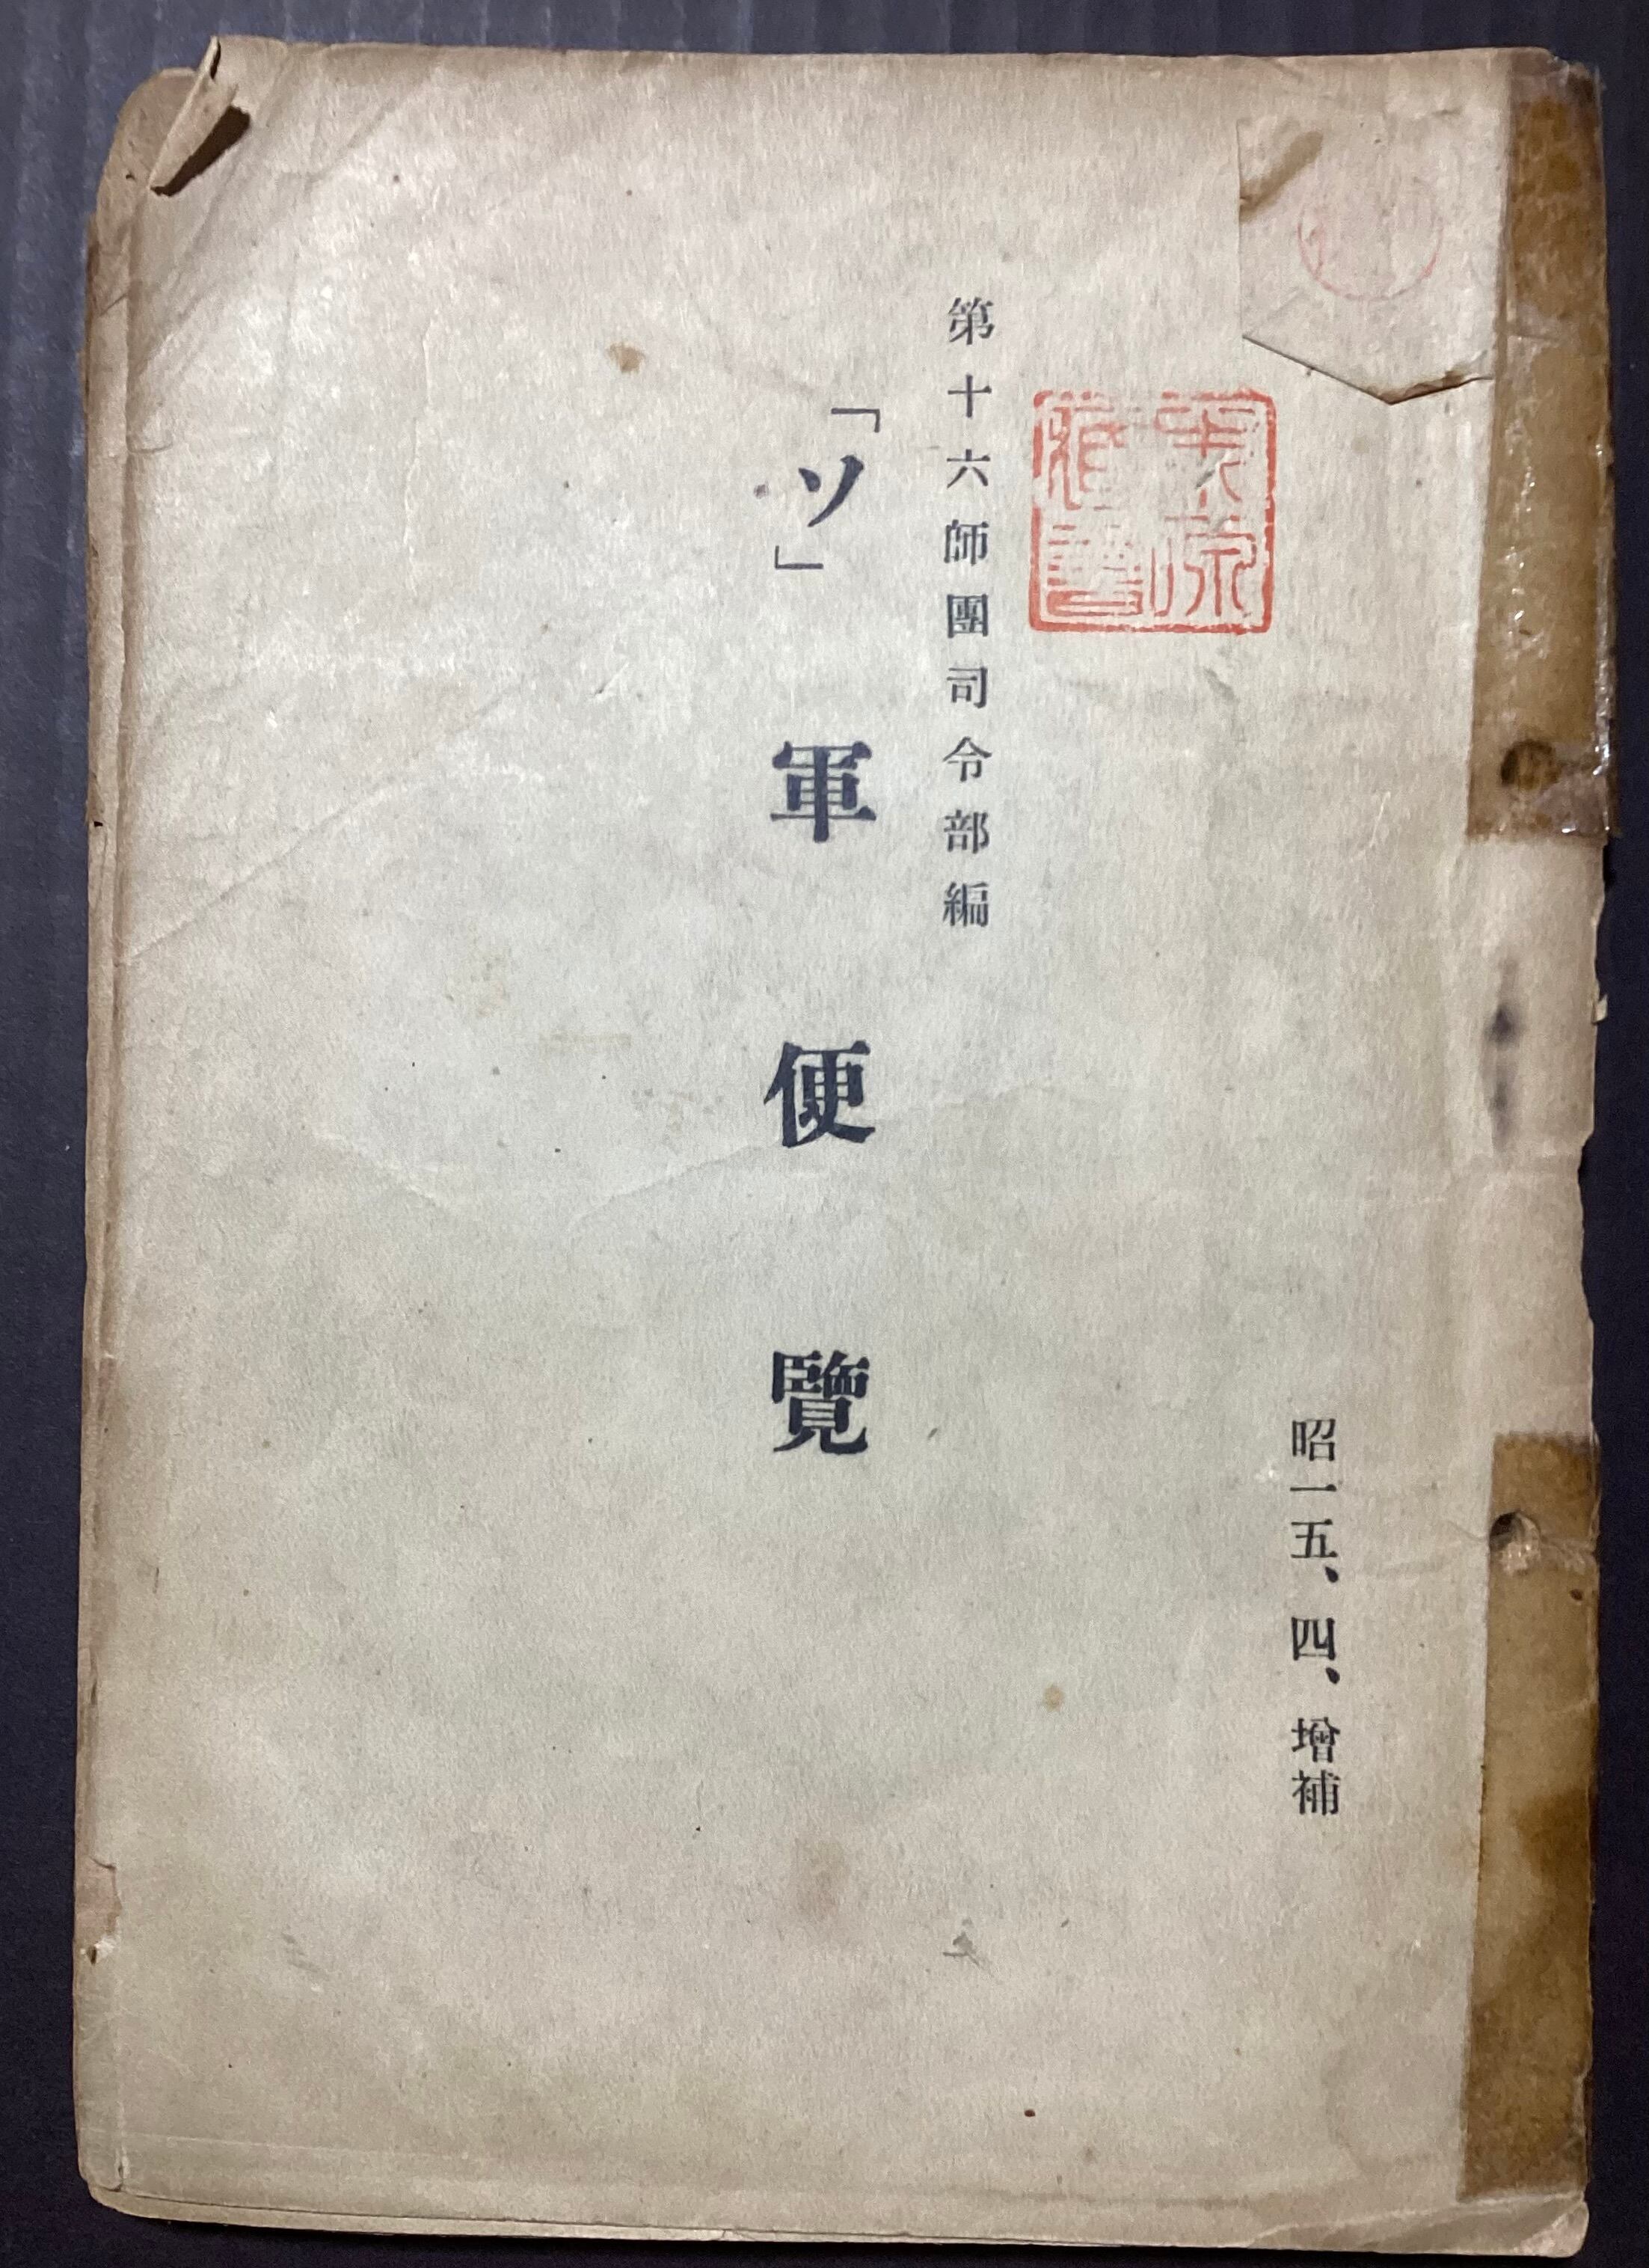 昭一五、四、增補
第十六師團司令部編
「ソ」軍便覽